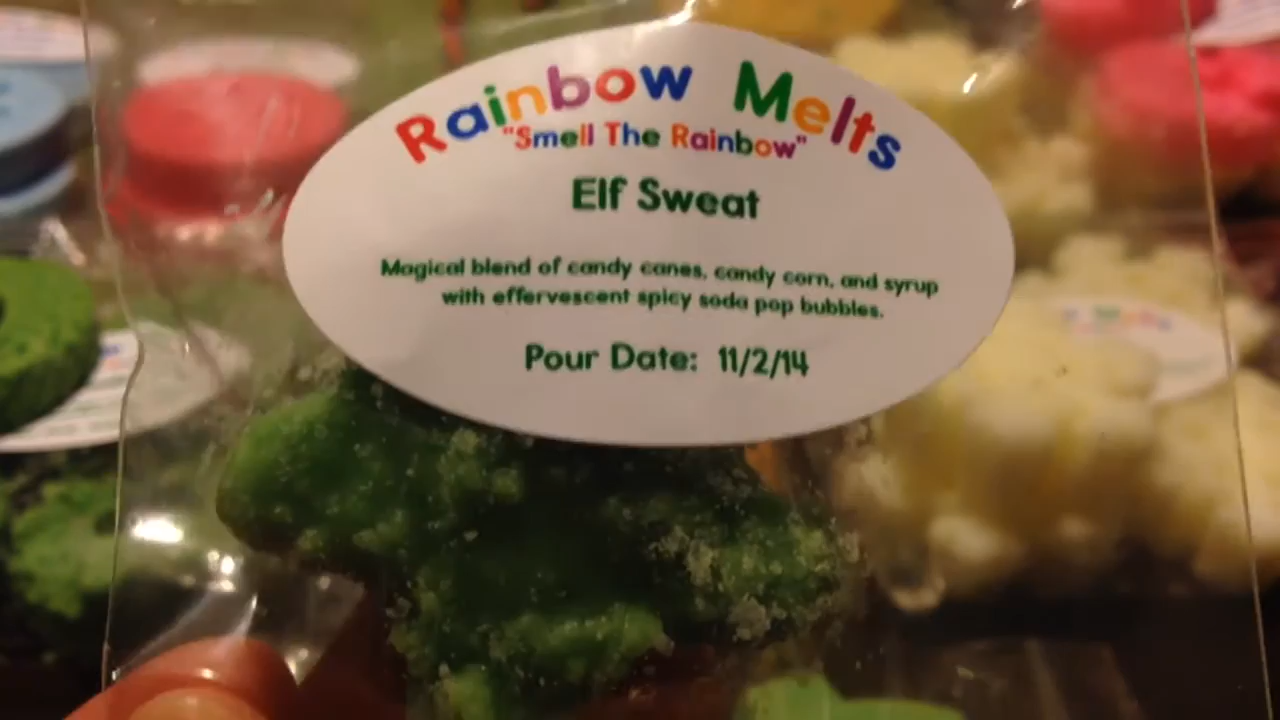 Rainbow Melts
"Smell The Rainbow"
Elf Sweat
Magical blend of candy canes, candy corn, and syrup
with effervescent spicy soda pop bubbles.
Pour Date: 11/2/14